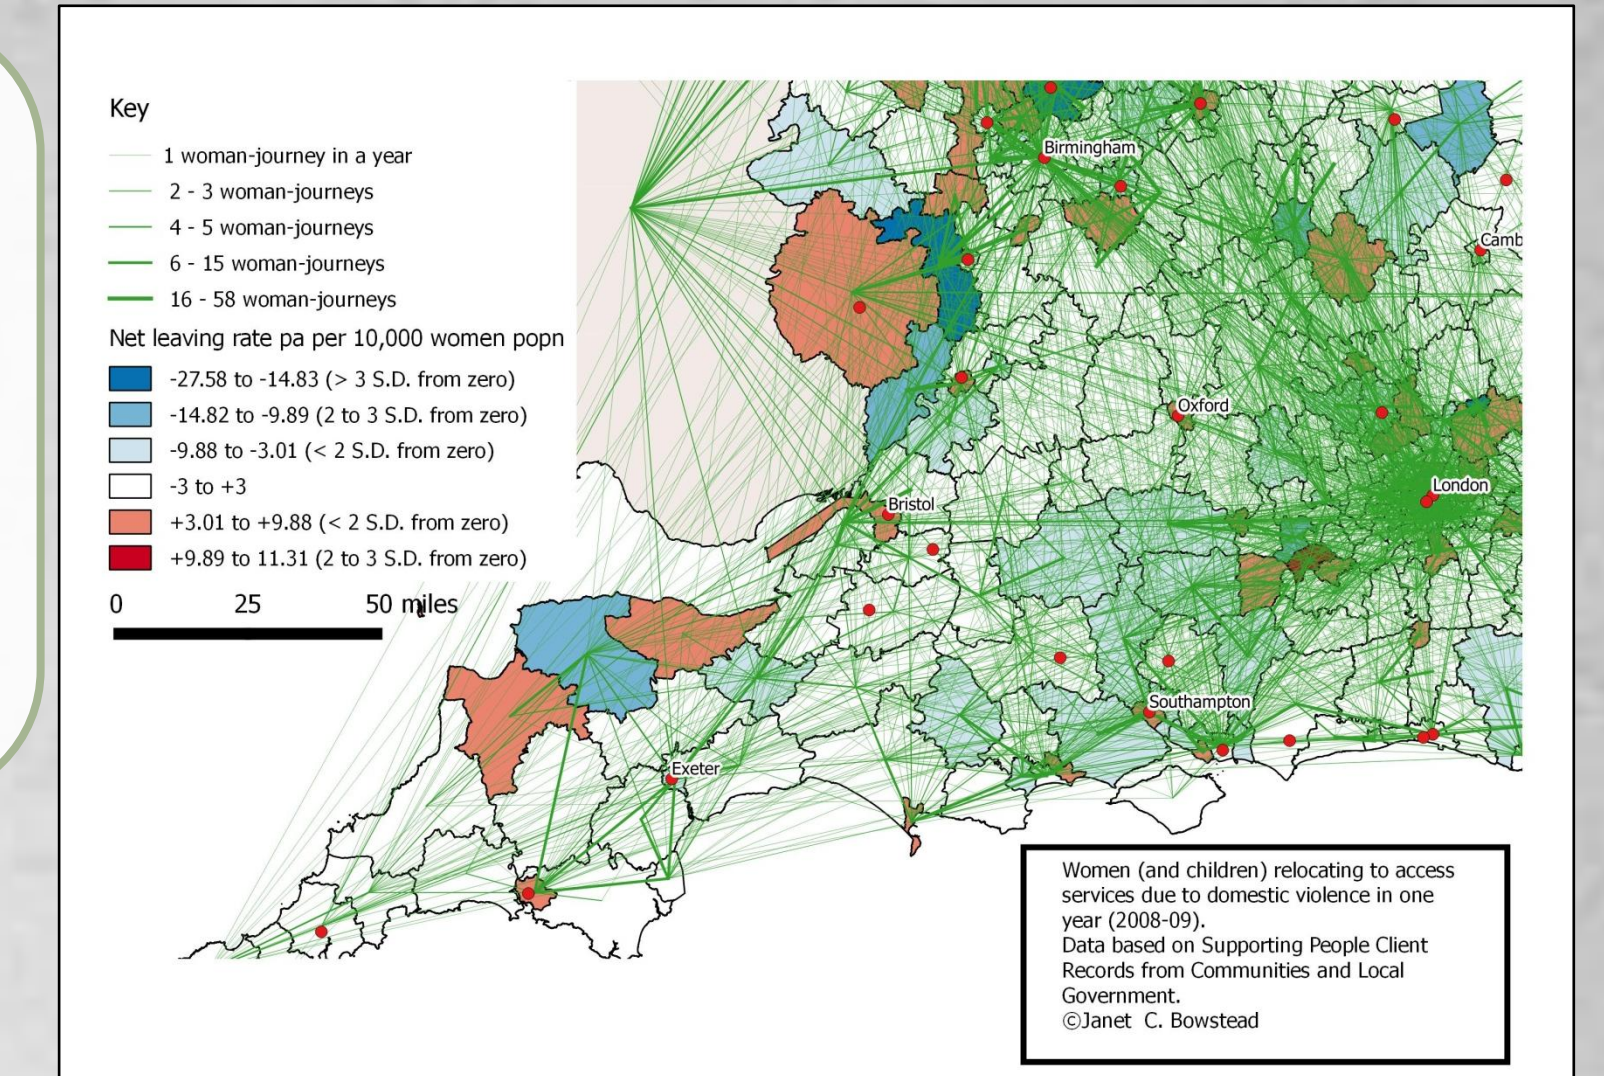 Key
1 woman-journey in a year
2 - 3 woman-journeys
4 - 5 woman-journeys
6 - 15 woman-journeys
16 - 58 woman-journeys
Net leaving rate pa per 10,000 women popn
-27.58 to -14.83 (> 3 S.D. from zero)
-14.82 to -9.89 (2 to 3 S.D. from zero)
-9.88 to -3.01 (< 2 S.D. from zero)
-3 to +3
+3.01 to +9.88 (< 2 S.D. from zero)
+9.89 to 11.31 (2 to 3 S.D. from zero)
0 25 50 miles
Birmingham
Camb
Oxford
London
Bristol
Southampton
Exeter
Women (and children) relocating to access
services due to domestic violence in one
year (2008-09).
Data based on Supporting People Client
Records from Communities and Local
Government.
©Janet C. Bowstead